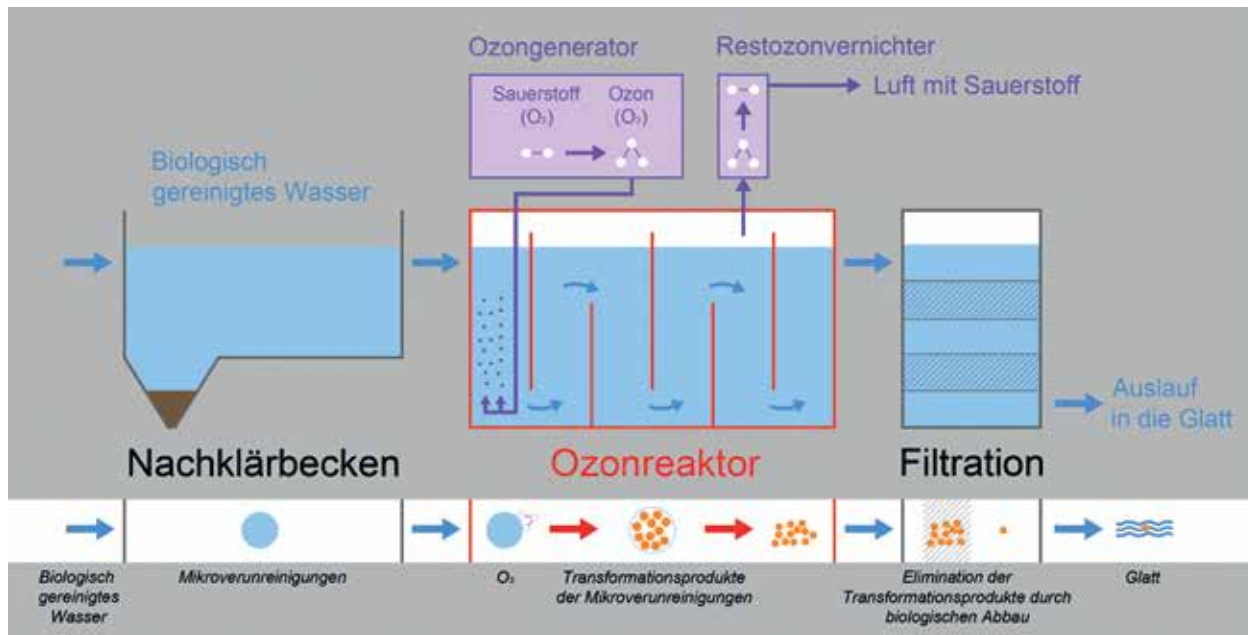 Ozongenerator
Restozonvernichter
Sauerstoff
(O₂)
Ozon
(O₃)
Luft mit Sauerstoff
Biologisch
gereinigtes Wasser
Auslauf
in die Glatt
Nachklärbecken
Ozonreaktor
Filtration
Biologisch
gereinigtes
Wasser
Mikroverunreinigungen
O₃
Transformationsprodukte
der Mikroverunreinigungen
Elimination der
Transformationsprodukte durch
biologischen Abbau
Glatt